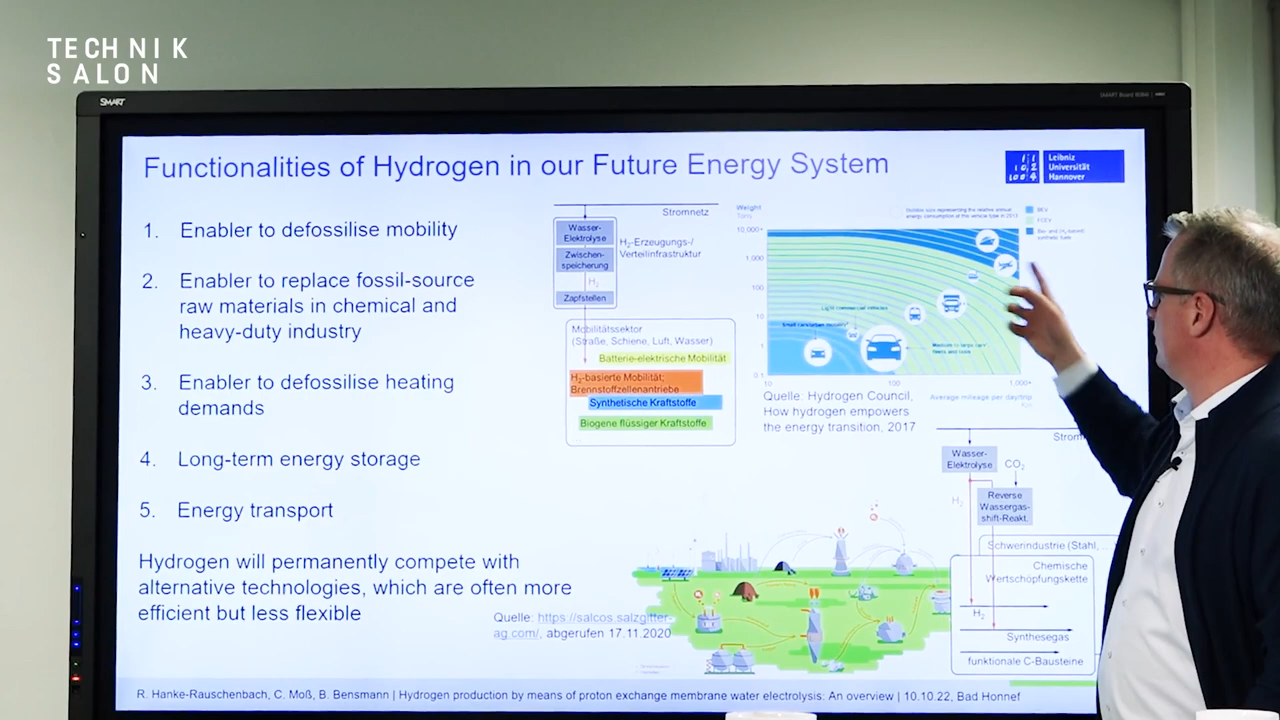 TECHNIK
SALON
SMART
Functionalities of Hydrogen in our Future Energy System
Leibniz
Universität
Hannover
1. Enabler to defossilise mobility
2. Enabler to replace fossil-source
raw materials in chemical and
heavy-duty industry
3. Enabler to defossilise heating
demands
4. Long-term energy storage
5. Energy transport
Hydrogen will permanently compete with
alternative technologies, which are often more
efficient but less flexible
Stromnetz
Wasser-
Elektrolyse
Zwischen-
speicherung
H2
Zapfstellen
H2-Erzeugungs-/
Verteilinfrastruktur
Mobilitätssektor
(Straße, Schiene, Luft, Wasser)
Batterie-elektrische Mobilität
H2-basierte Mobilität;
Brennstoffzellenantriebe
Synthetische Kraftstoffe
Biogene flüssiger Kraftstoffe
Weight
Tons
10,000+
1,000
100
10
1
0.1
10
100
1,000+
Average mileage per day/trip
Km
BEV
FCEV
Light commercial vehicles
Quelle: Hydrogen Council,
How hydrogen empowers
the energy transition, 2017
Strom
Wasser-
Elektrolyse
CO2
H2
Reverse
Wassergas-
shift-Reakt.
Schwerindustrie (Stahl, ...
Chemische
Wertschöpfungskette
H2
Synthesegas
funktionale C-Bausteine
Quelle: https://salcos.salzgitter-
ag.com/, abgerufen 17.11.2020
R. Hanke-Rauschenbach, C. Moß, B. Bensmann | Hydrogen production by means of proton exchange membrane water electrolysis: An overview | 10.10.22, Bad Honnef